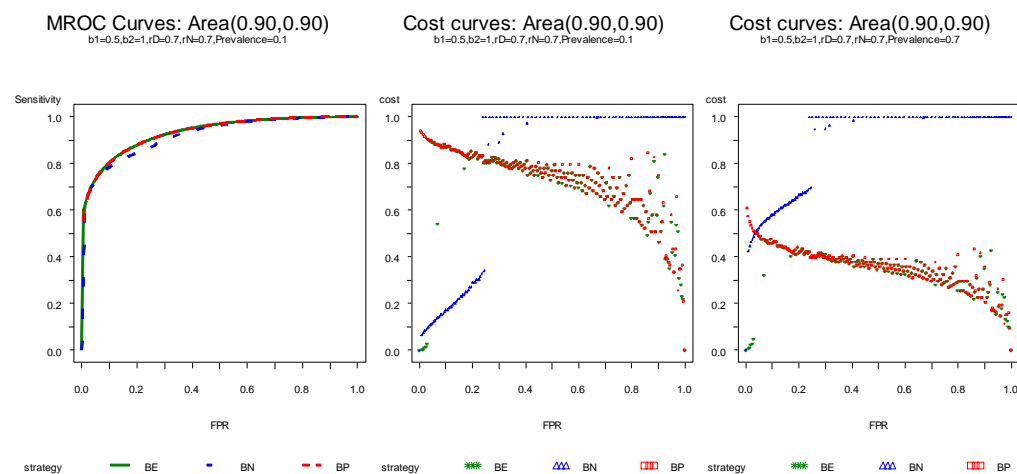 MROC Curves: Area(0.90,0.90)
b1=0.5,b2=1,rD=0.7,rN=0.7,Prevalence=0.1
Sensitivity
1.0
0.8
0.6
0.4
0.2
0.0
0.0 0.2 0.4 0.6 0.8 1.0
FPR
strategy BE BN BP
Cost curves: Area(0.90,0.90)
b1=0.5,b2=1,rD=0.7,rN=0.7,Prevalence=0.1
cost
1.0
0.8
0.6
0.4
0.2
0.0
0.0 0.2 0.4 0.6 0.8 1.0
FPR
strategy BE BN BP
Cost curves: Area(0.90,0.90)
b1=0.5,b2=1,rD=0.7,rN=0.7,Prevalence=0.7
cost
1.0
0.8
0.6
0.4
0.2
0.0
0.0 0.2 0.4 0.6 0.8 1.0
FPR
strategy BE BN BP